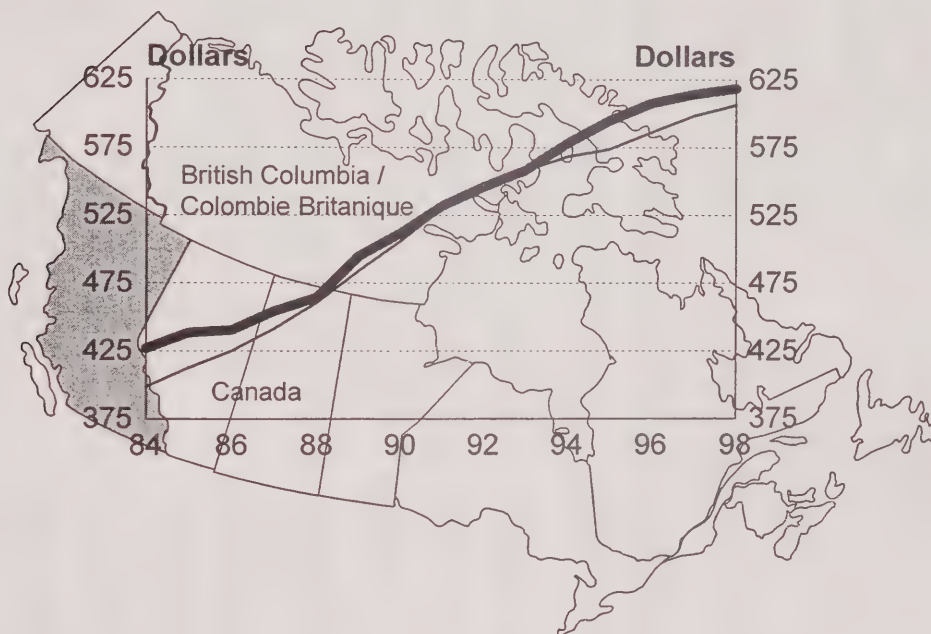 Dollars Dollars
625 625
575 575
British Columbia /
Colombie Britanique
525 525
475 475
425 425
Canada
375 375
84 86 88 90 92 94 96 98